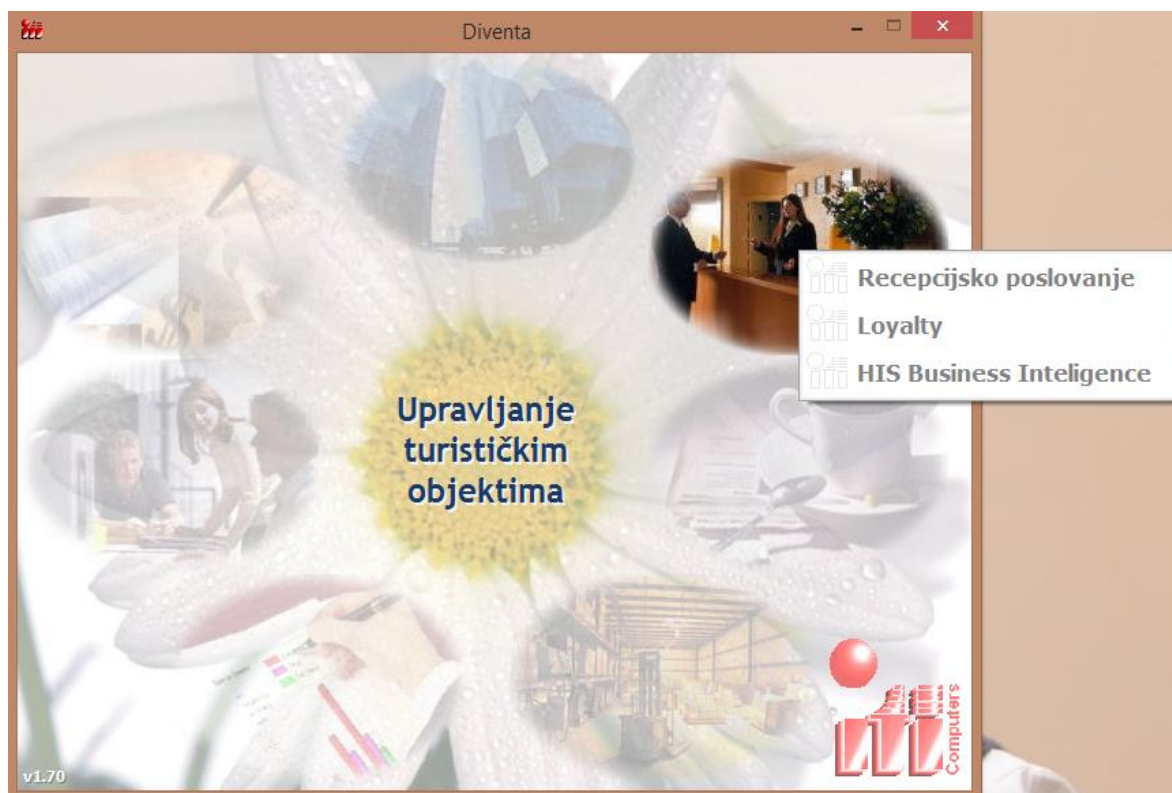 Diventa
Recepcijsko poslovanje
Loyalty
HIS Business Inteligence
Upravljanje
turističkim
objektima
Computers
v1.70